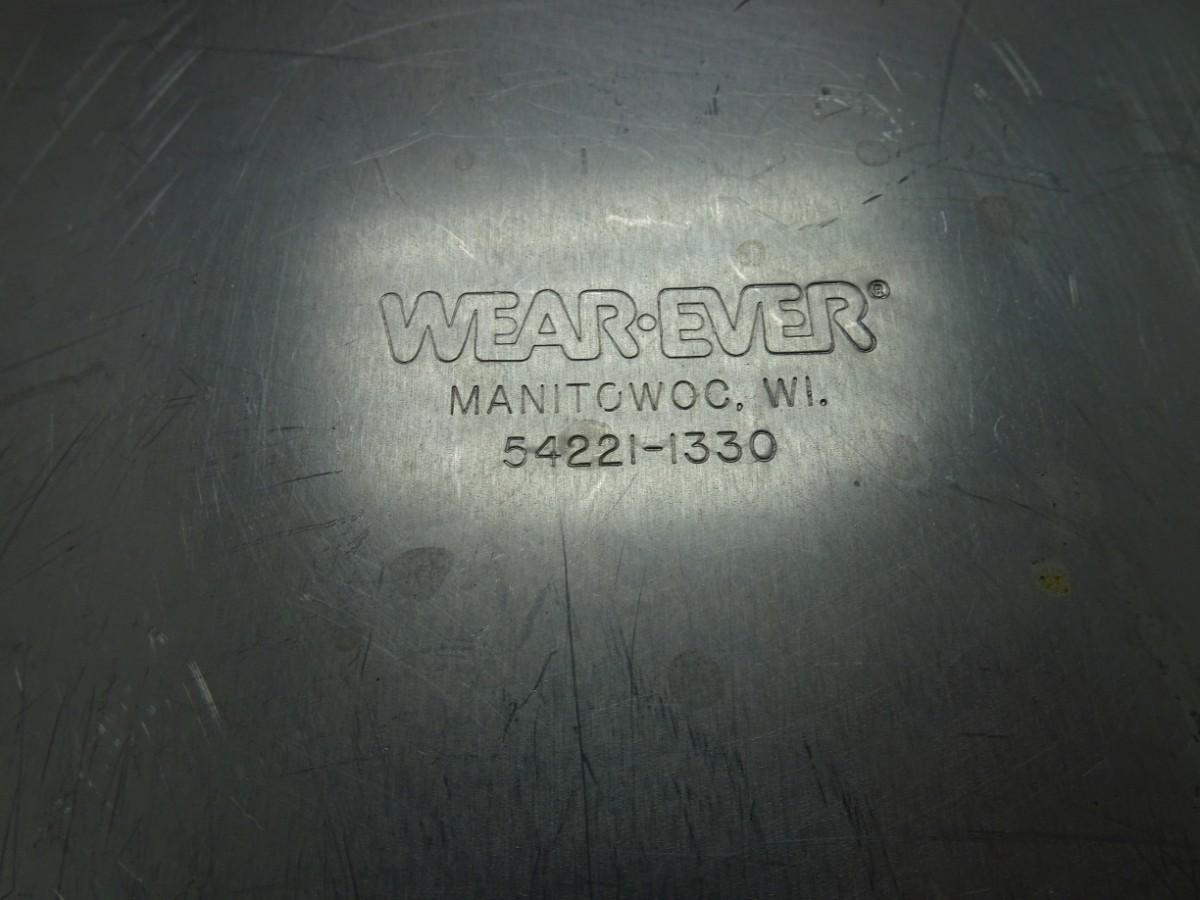 WEAR·EVER®
MANITOWOC, WI.
54221-1330